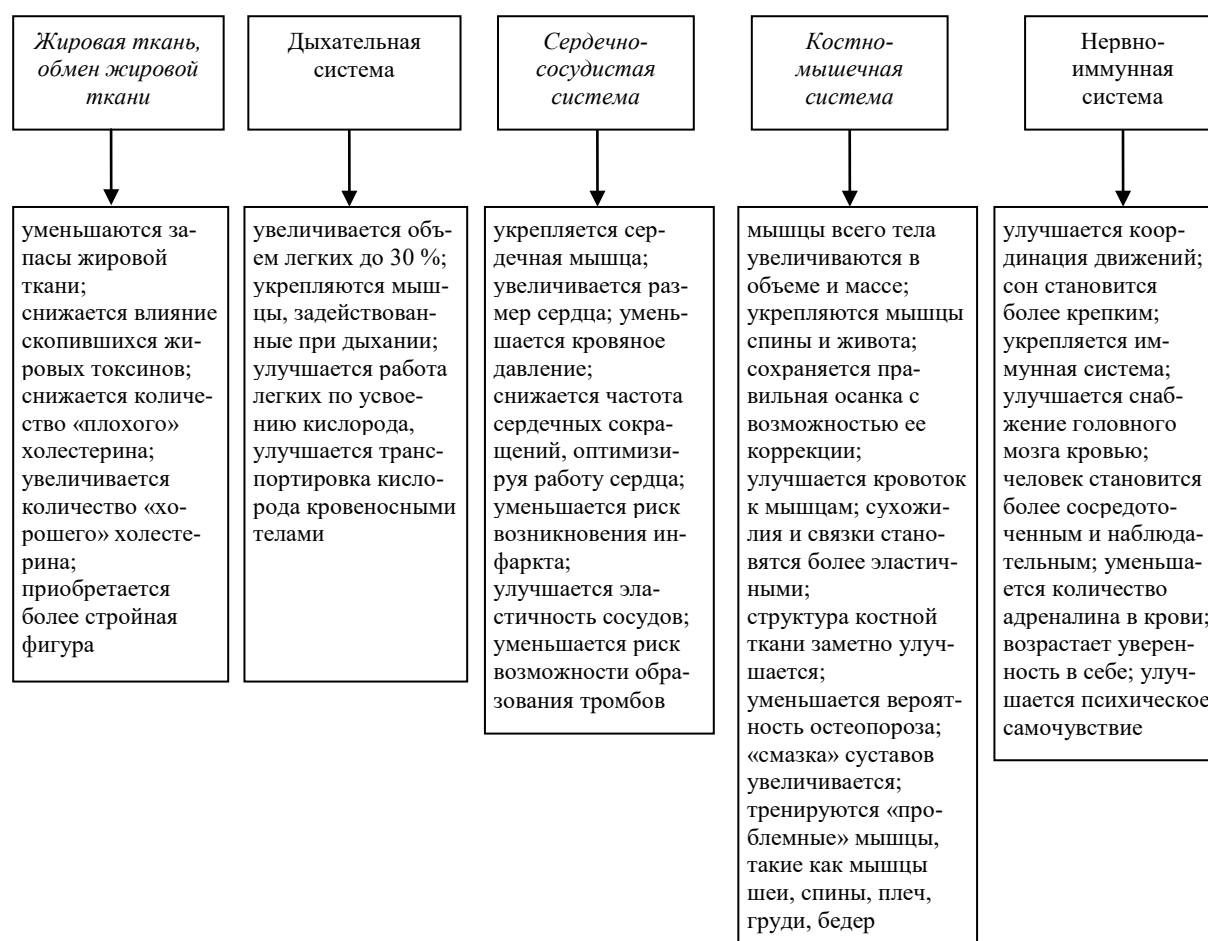 Жировая ткань,
обмен жировой
ткани
Дыхательная
система
Сердечно-
сосудистая
система
Костно-
мышечная
система
Нервно-
иммунная
система
уменьшаются за-
пасы жировой
ткани;
снижается влияние
скопившихся жи-
ровых токсинов;
снижается количе-
ство «плохого»
холестерина;
увеличивается
количество «хо-
рошего» холесте-
рина;
приобретается
более стройная
фигура
увеличивается объ-
ем легких до 30 %;
укрепляются мыш-
цы, задействован-
ные при дыхании;
улучшается работа
легких по усвое-
нию кислорода,
улучшается транс-
портировка кисло-
рода кровеносными
телами
укрепляется сер-
дечная мышца;
увеличивается раз-
мер сердца; умень-
шается кровяное
давление;
снижается частота
сердечных сокра-
щений, оптимизи-
руя работу сердца;
уменьшается риск
возникновения ин-
фаркта;
улучшается эла-
стичность сосудов;
уменьшается риск
возможности обра-
зования тромбов
мышцы всего тела
увеличиваются в
объеме и массе;
укрепляются мышцы
спины и живота;
сохраняется пра-
вильная осанка с
возможностью ее
коррекции;
улучшается кровоток
к мышцам; сухожи-
лия и связки стано-
вятся более эластич-
ными;
структура костной
ткани заметно улуч-
шается;
уменьшается вероят-
ность остеопороза;
«смазка» суставов
увеличивается;
тренируются «про-
блемные» мышцы,
такие как мышцы
шеи, спины, плеч,
груди, бедер
улучшается коор-
динация движений;
сон становится
более крепким;
укрепляется им-
мунная система;
улучшается снаб-
жение головного
мозга кровью;
человек становится
более сосредото-
ченным и наблюда-
тельным; уменьша-
ется количество
адреналина в крови;
возрастает уверен-
ность в себе; улуч-
шается психическое
самочувствие